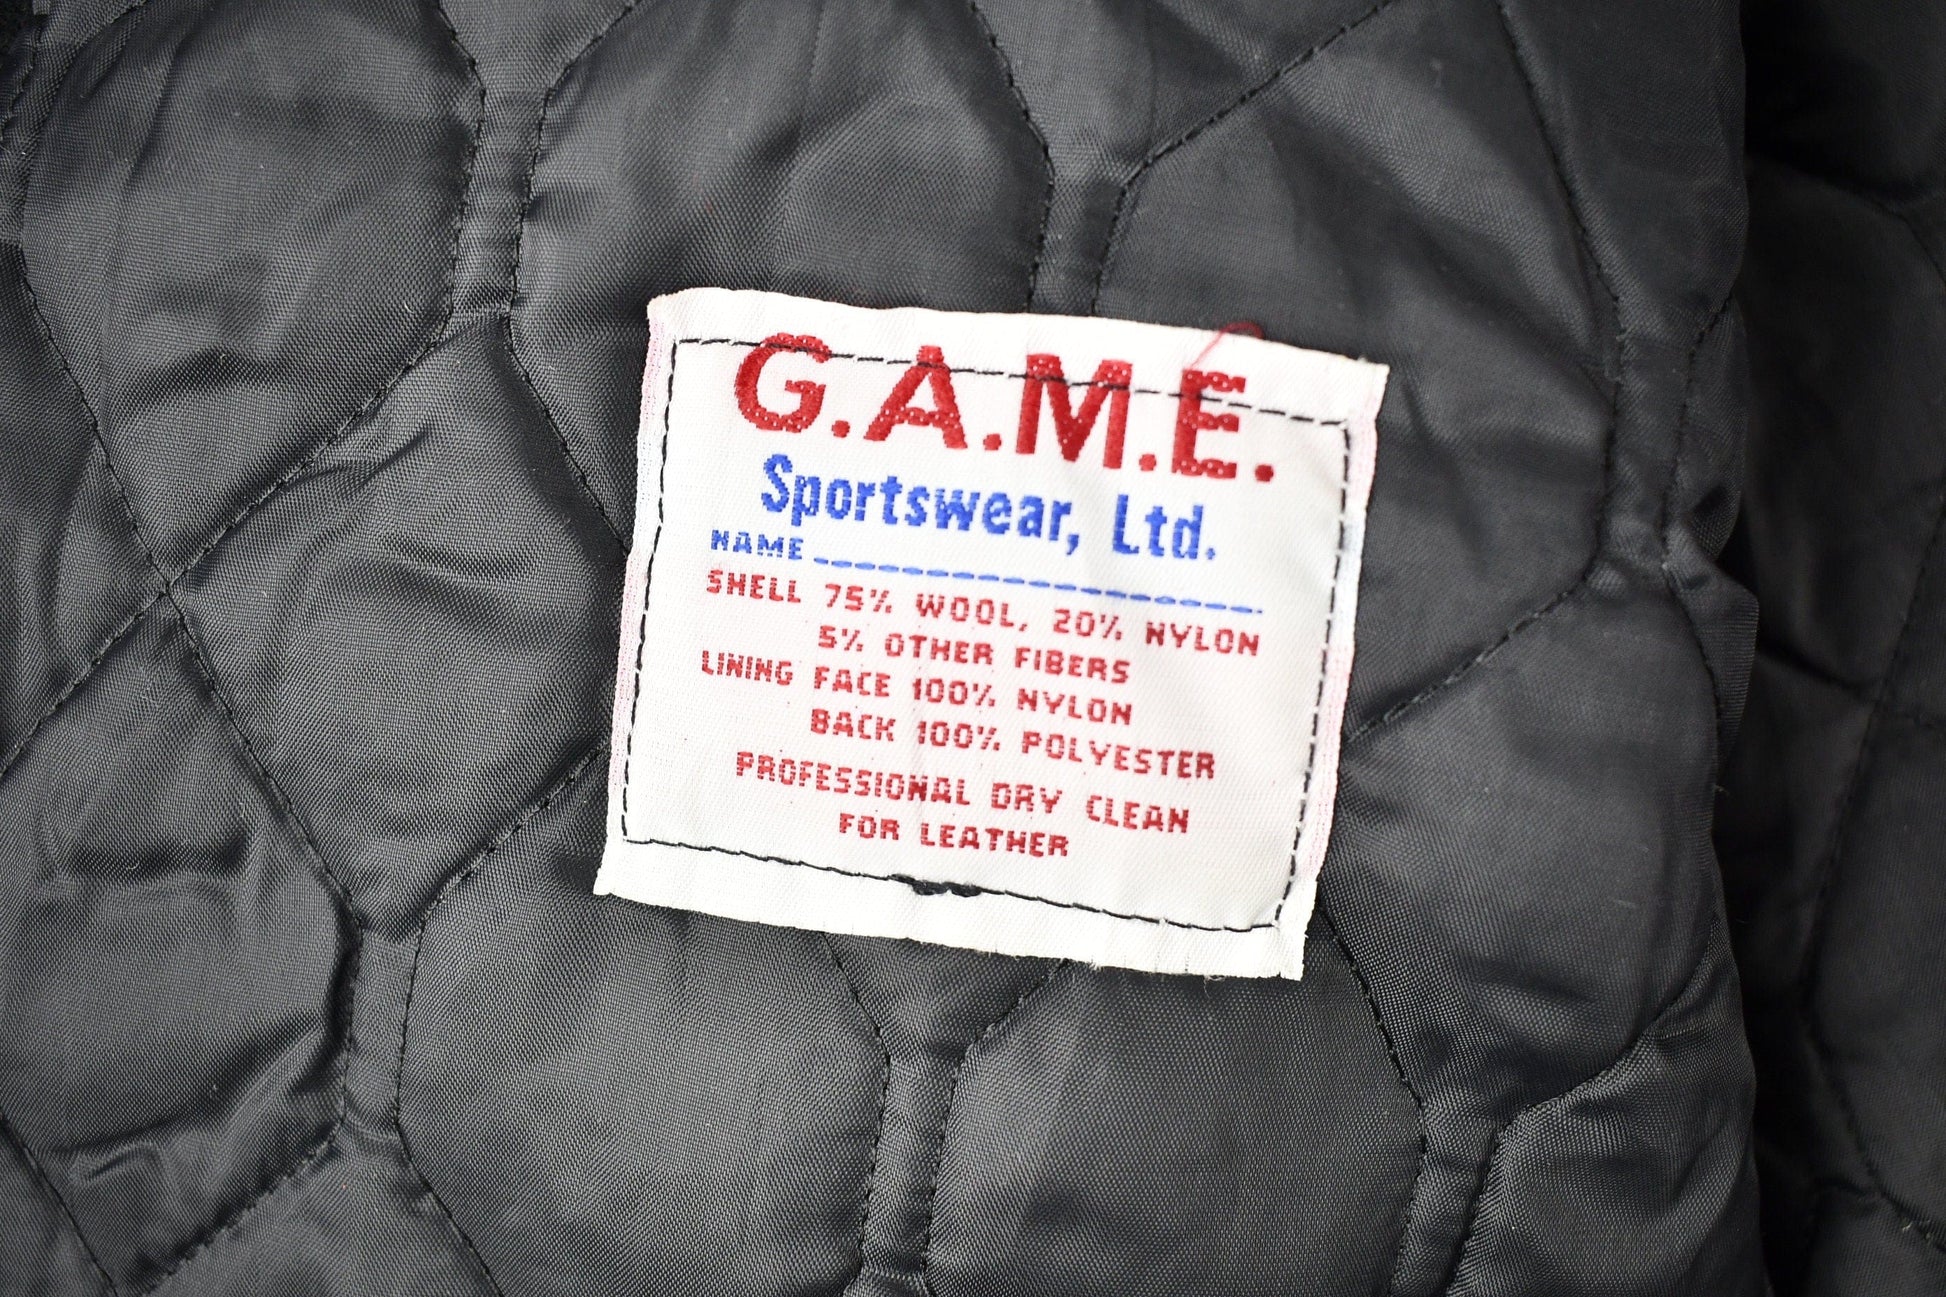 G.A.M.E.
Sportswear, Ltd.
NAME
SHELL 75% WOOL, 20% NYLON
5% OTHER FIBERS
LINING FACE 100% NYLON
BACK 100% POLYESTER
PROFESSIONAL DRY CLEAN
FOR LEATHER